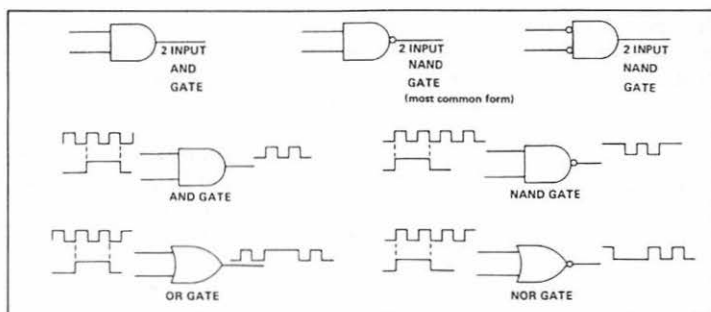 2 INPUT
AND
GATE
2 INPUT
NAND
GATE
(most common form)
2 INPUT
NAND
GATE
AND GATE
NAND GATE
OR GATE
NOR GATE